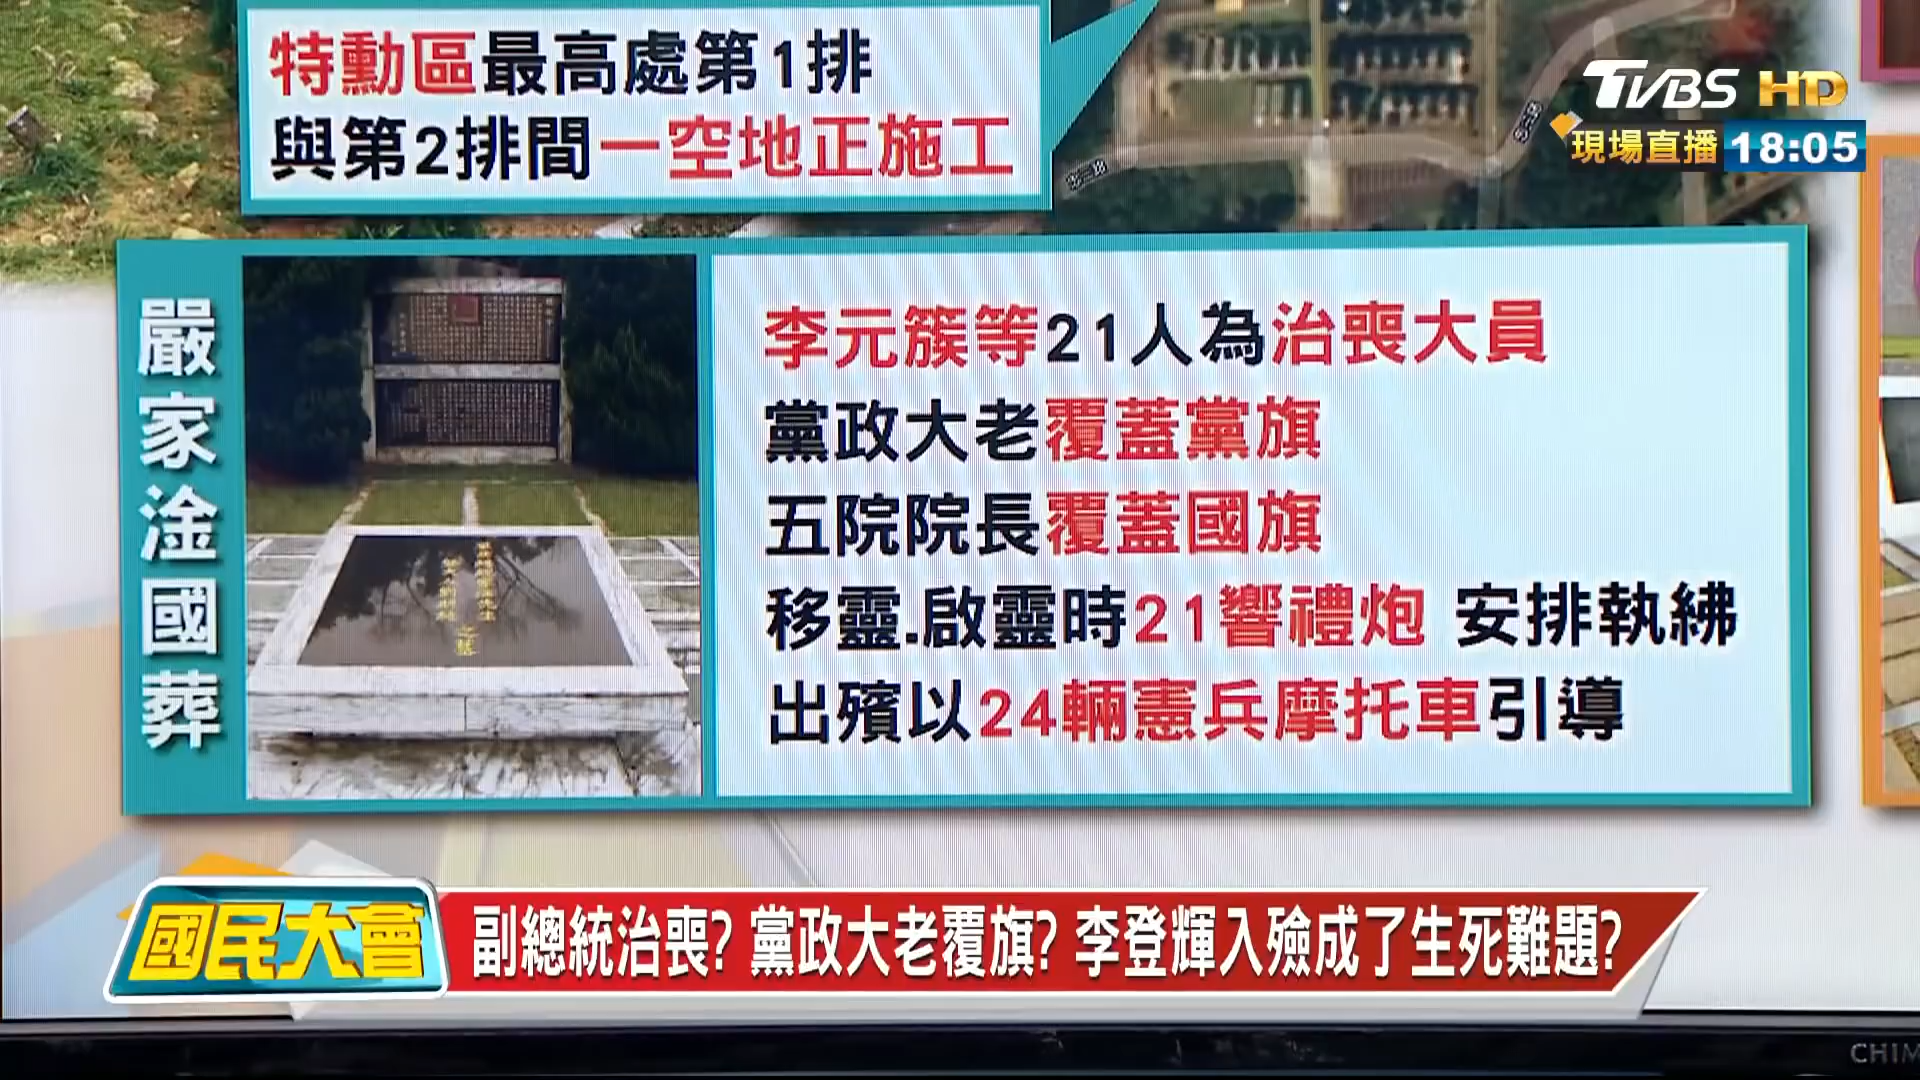 特勳區最高處第1排
與第2排間一空地正施工
TVBS HD
現場直播 18:05
忠二路
嚴家淦國葬
李元簇等21人為治喪大員
黨政大老覆蓋黨旗
五院院長覆蓋國旗
移靈.啟靈時21響禮炮 安排執紼
出殯以24輛憲兵摩托車引導
國民大會
副總統治喪? 黨政大老覆旗? 李登輝入殮成了生死難題?
CHIM